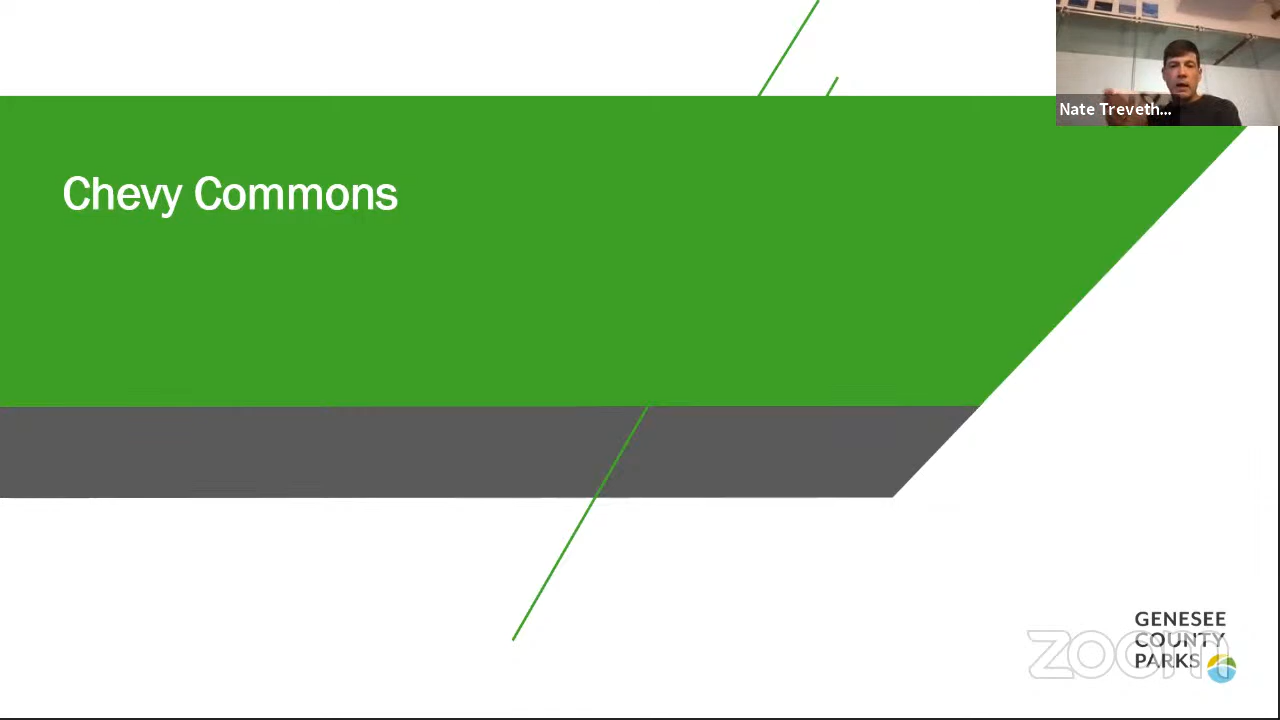 Nate Treveth...
Chevy Commons
GENESEE
COUNTY
PARKS
zoom